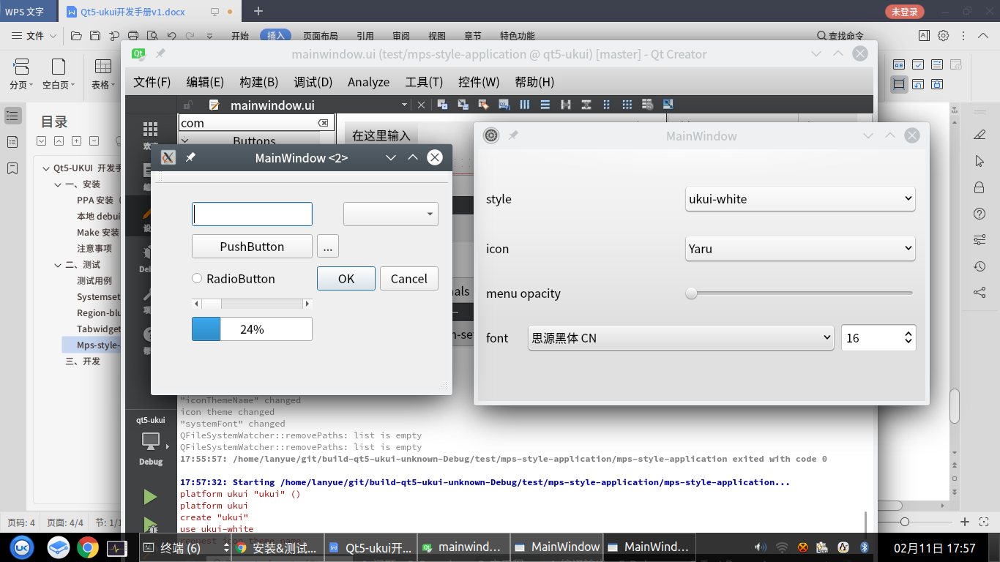 WPS 文字
Qt5-ukui开发手册v1.docx
未登录
文件
开始
插入
页面布局
引用
审阅
视图
章节
特色功能
查找命令
分页
空白页
表格
目录
Qt5-UKUI 开发手
一、安装
PPA 安装
本地 debui
Make 安装
注意事项
二、测试
测试用例
Systemset
Region-blu
Tabwidget
Mps-style-
三、开发
页码: 4
页面: 4/4
节: 1/1
mainwindow.ui (test/mps-style-application @ qt5-ukui) [master] - Qt Creator
文件(F)
编辑(E)
构建(B)
调试(D)
Analyze
工具(T)
控件(W)
帮助(H)
mainwindow.ui
com
Buttons
在这里输入
MainWindow <2>
PushButton
...
RadioButton
OK
Cancel
24%
MainWindow
style
ukui-white
icon
Yaru
menu opacity
font
思源黑体 CN
16
qt5-ukui
Debug
"iconThemeName" changed
icon theme changed
"systemFont" changed
QFileSystemWatcher::removePaths: list is empty
QFileSystemWatcher::removePaths: list is empty
17:55:57: /home/lanyue/git/build-qt5-ukui-unknown-Debug/test/mps-style-application/mps-style-application exited with code 0
17:57:32: Starting /home/lanyue/git/build-qt5-ukui-unknown-Debug/test/mps-style-application/mps-style-application...
platform ukui "ukui" ()
platform ukui
create "ukui"
use ukui-white
终端 (6)
安装&测试...
Qt5-ukui开...
mainwind...
MainWindow
MainWind...
02月11日 17:57